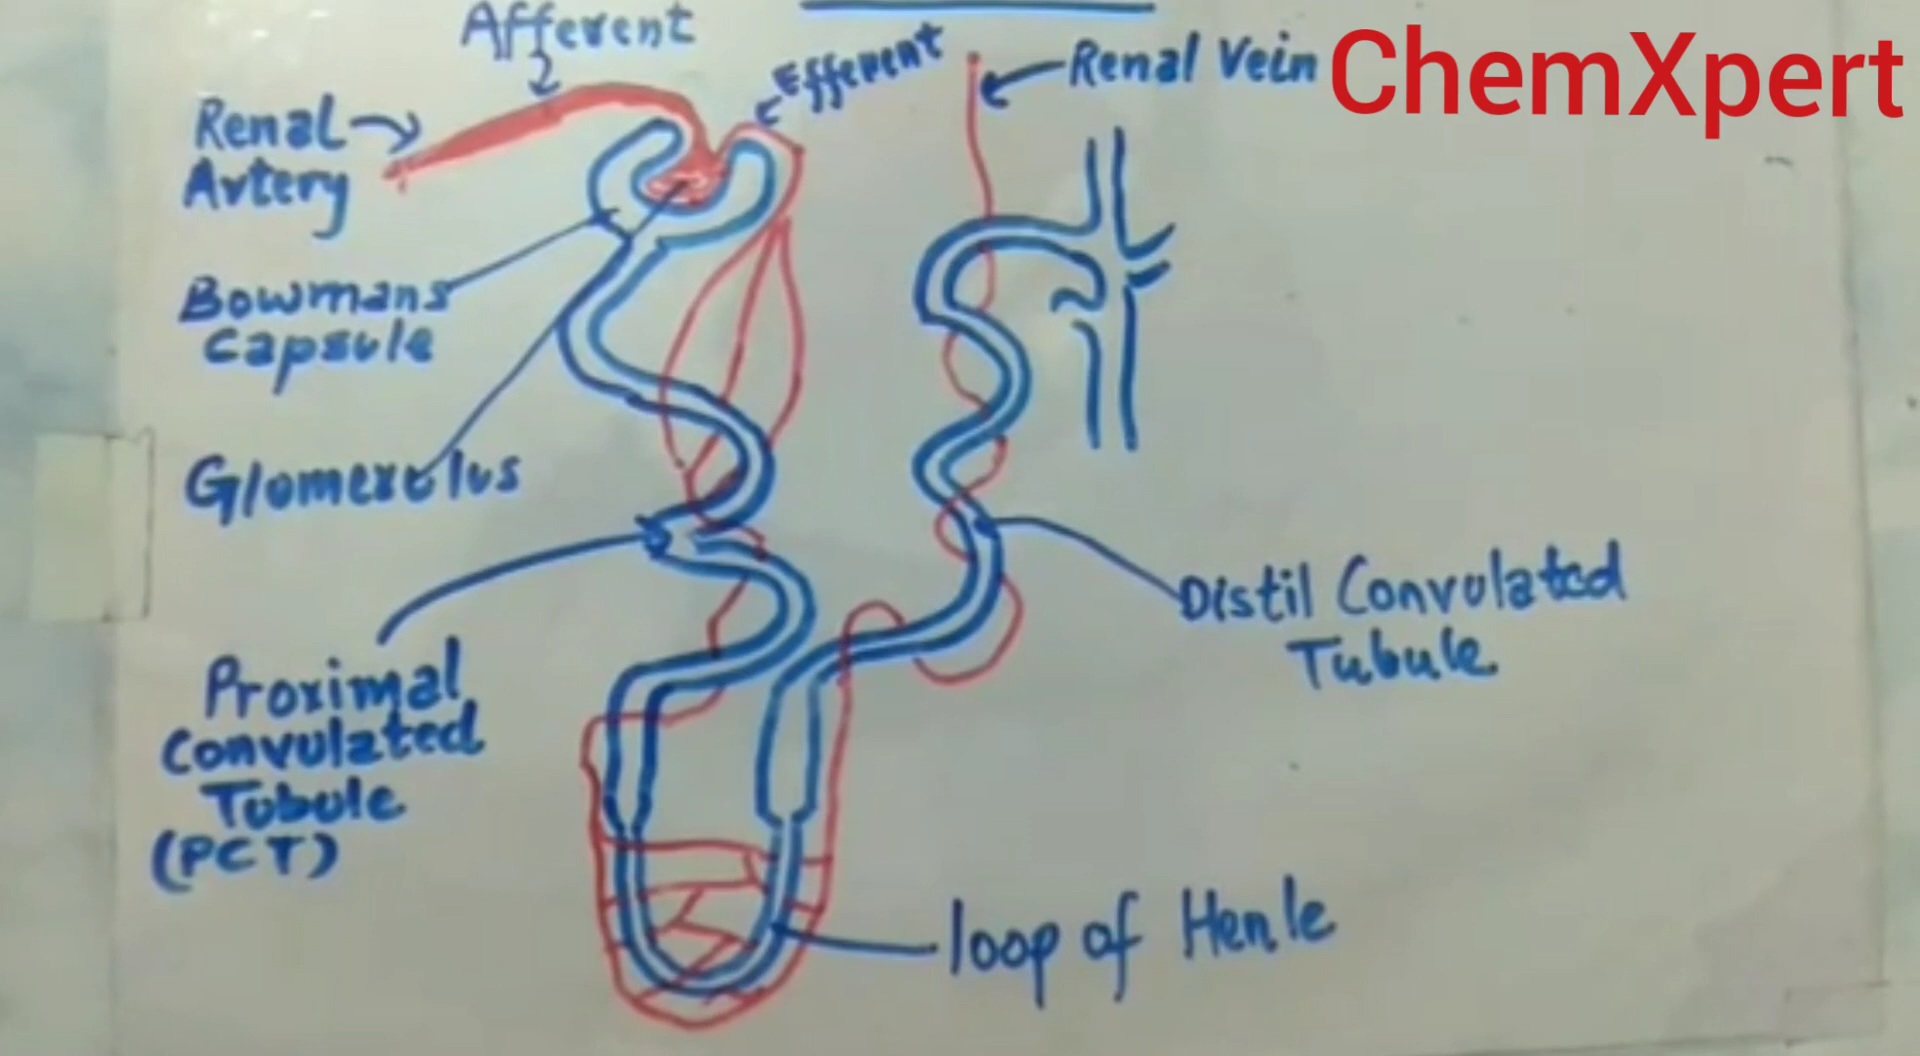 Afferent
Efferent
Renal Vein
ChemXpert
Renal
Artery
Bowmans
Capsule
Glomerulus
Proximal
Convulated
Tubule
(PCT)
Distil Convulated
Tubule
loop of Henle